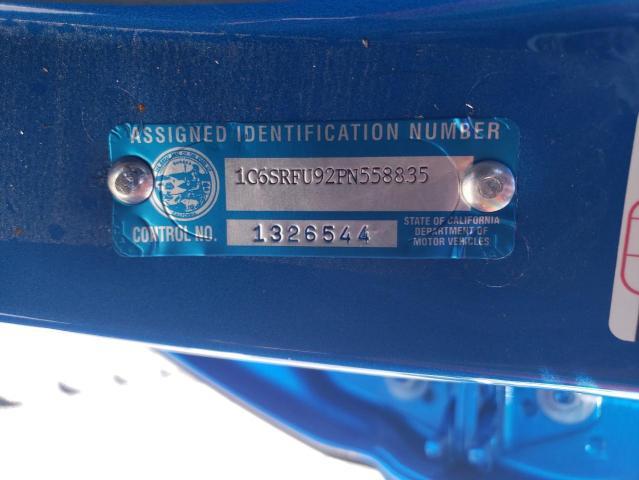 ASSIGNED IDENTIFICATION NUMBER
1C6SRFU92PN558835
CONTROL NO. 1326544
STATE OF CALIFORNIA
DEPARTMENT OF
MOTOR VEHICLES